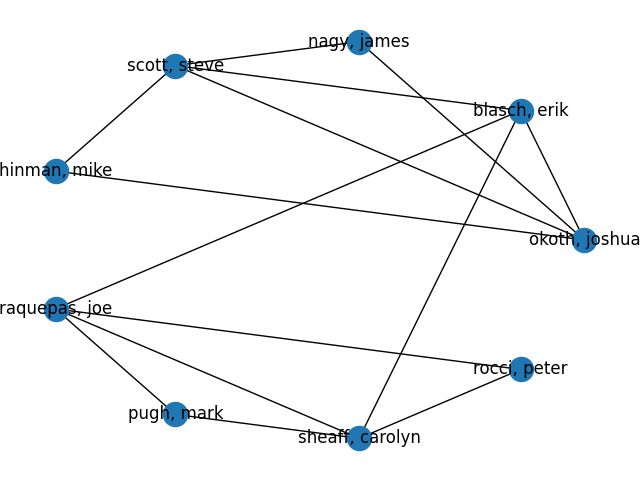 nagy, james
scott, steve
blasch, erik
hinman, mike
okoth, joshua
raquepas, joe
rocci, peter
pugh, mark
sheaff, carolyn